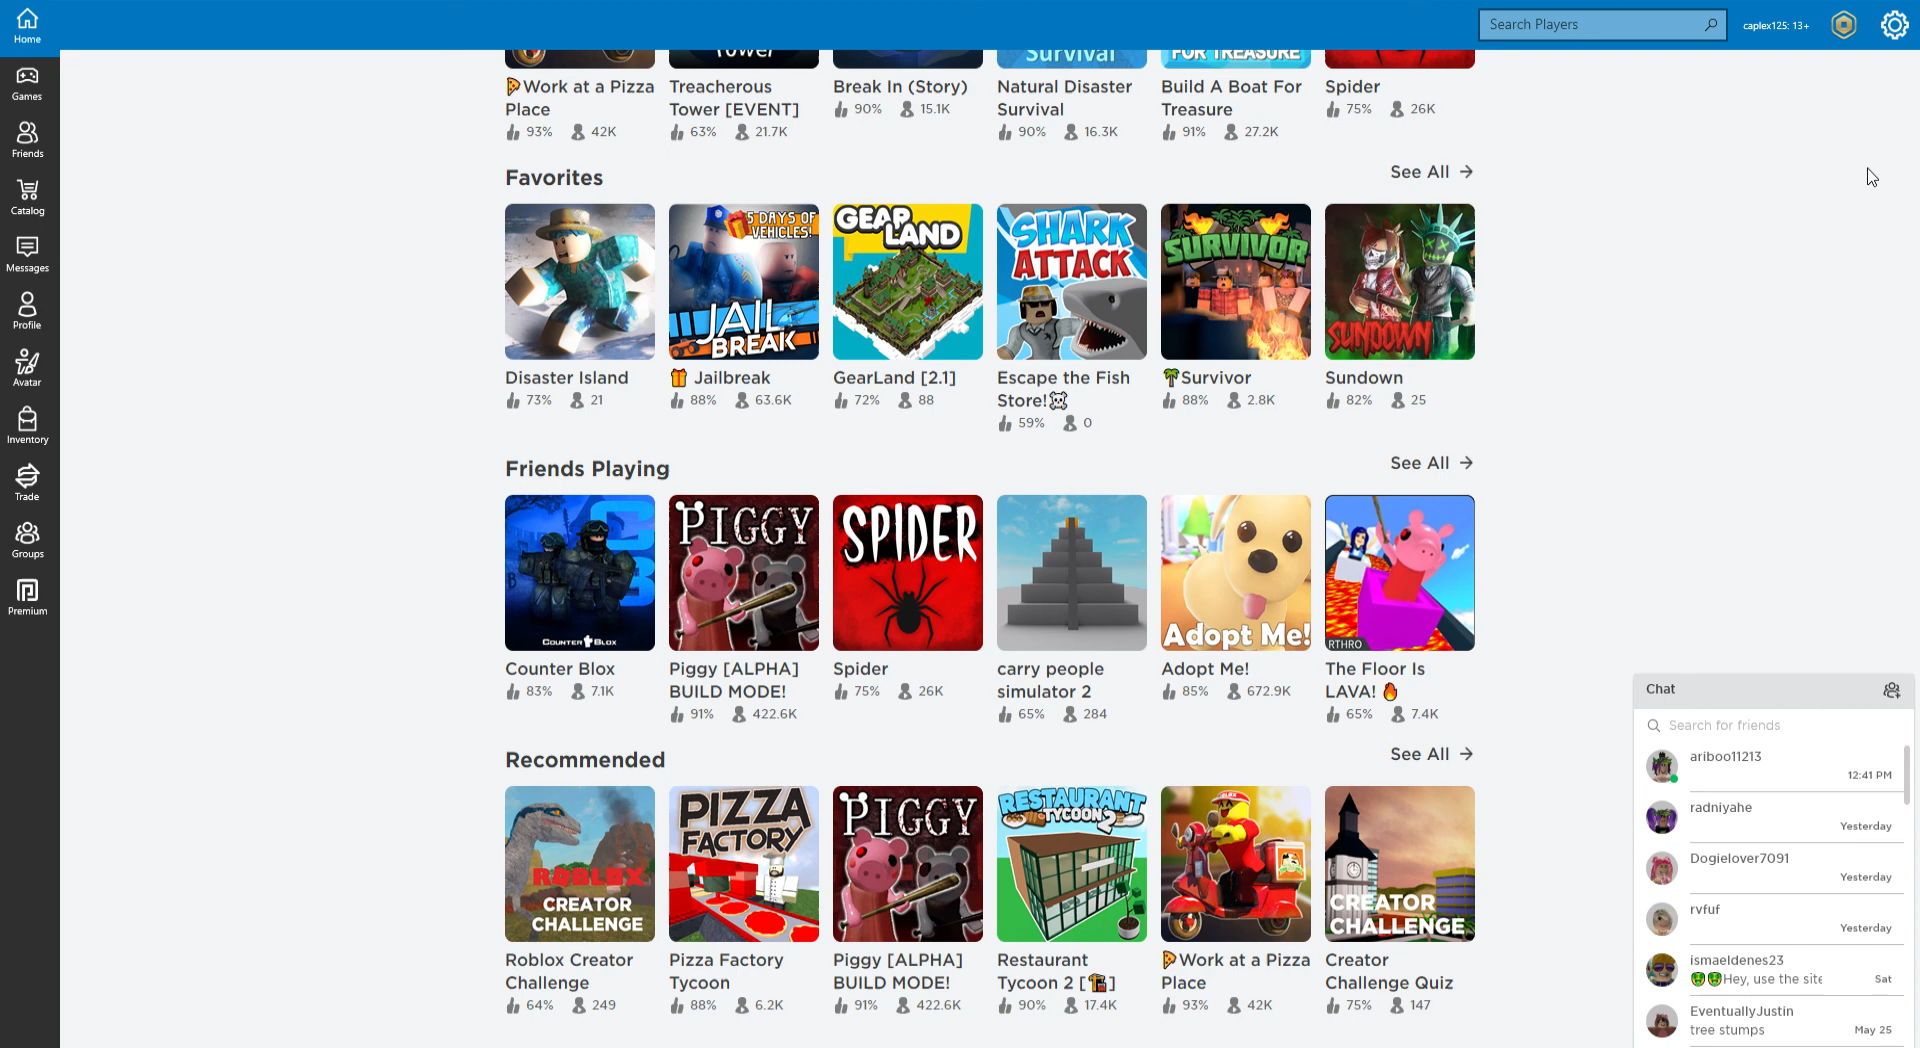 Home
Search Players
caplex125: 13+
Games
Friends
Catalog
Messages
Profile
Avatar
Inventory
Trade
Groups
Premium
Tower
Survival
FOR TREASURE
🍕Work at a Pizza Place
93% 42K
Treacherous Tower [EVENT]
63% 21.7K
Break In (Story)
90% 15.1K
Natural Disaster Survival
90% 16.3K
Build A Boat For Treasure
91% 27.2K
Spider
75% 26K
Favorites
See All →
5 DAYS OF VEHICLES!
JAIL BREAK
GEAR LAND
SHARK ATTACK
SURVIVOR
SUNDOWN
Disaster Island
73% 21
🎁 Jailbreak
88% 63.6K
GearLand [2.1]
72% 88
Escape the Fish Store!☠
59% 0
🌴Survivor
88% 2.8K
Sundown
82% 25
Friends Playing
See All →
COUNTER BLOX
PIGGY
SPIDER
Adopt Me!
RTHRO
Counter Blox
83% 7.1K
Piggy [ALPHA] BUILD MODE!
91% 422.6K
Spider
75% 26K
carry people simulator 2
65% 284
Adopt Me!
85% 672.9K
The Floor Is LAVA! 🔥
65% 7.4K
Recommended
See All →
ROBLOX
CREATOR CHALLENGE
PIZZA FACTORY
PIGGY
RESTAURANT TYCOON 2
CREATOR CHALLENGE
Roblox Creator Challenge
64% 249
Pizza Factory Tycoon
88% 6.2K
Piggy [ALPHA] BUILD MODE!
91% 422.6K
Restaurant Tycoon 2 [🏗]
90% 17.4K
🍕Work at a Pizza Place
93% 42K
Creator Challenge Quiz
75% 147
Chat
Search for friends
ariboo11213
12:41 PM
radniyahe
Yesterday
Dogielover7091
Yesterday
rvfuf
Yesterday
ismaeldenes23
🤑🤑Hey, use the site
Sat
EventuallyJustin
tree stumps
May 25